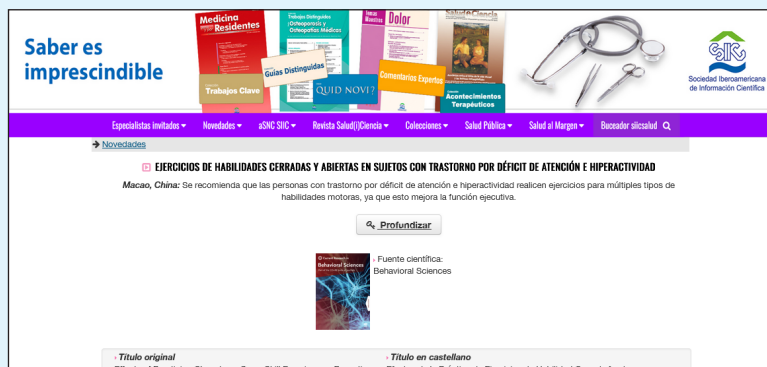 Saber es
imprescindible
Medicina
Residentes
Trabajos Clave
Trabajos Distinguidos
Osteoporosis y
Osteopatías Médicas
Guías Distinguidas
QUID NOVI?
Temas
Maestros
Dolor
Comentarios Expertos
Salud(i)Ciencia
Acontecimientos
Terapéuticos
SIIC
Sociedad Iberoamericana
de Información Científica
Especialistas invitados Novedades aSNC SIIC Revista Salud(i)Ciencia Colecciones Salud Pública Salud al Margen Buceador siicsalud
Novedades
EJERCICIOS DE HABILIDADES CERRADAS Y ABIERTAS EN SUJETOS CON TRASTORNO POR DÉFICIT DE ATENCIÓN E HIPERACTIVIDAD
Macao, China: Se recomienda que las personas con trastorno por déficit de atención e hiperactividad realicen ejercicios para múltiples tipos de
habilidades motoras, ya que esto mejora la función ejecutiva.
Profundizar
Behavioral Sciences
Fuente científica:
Behavioral Sciences
Título original
Título en castellano